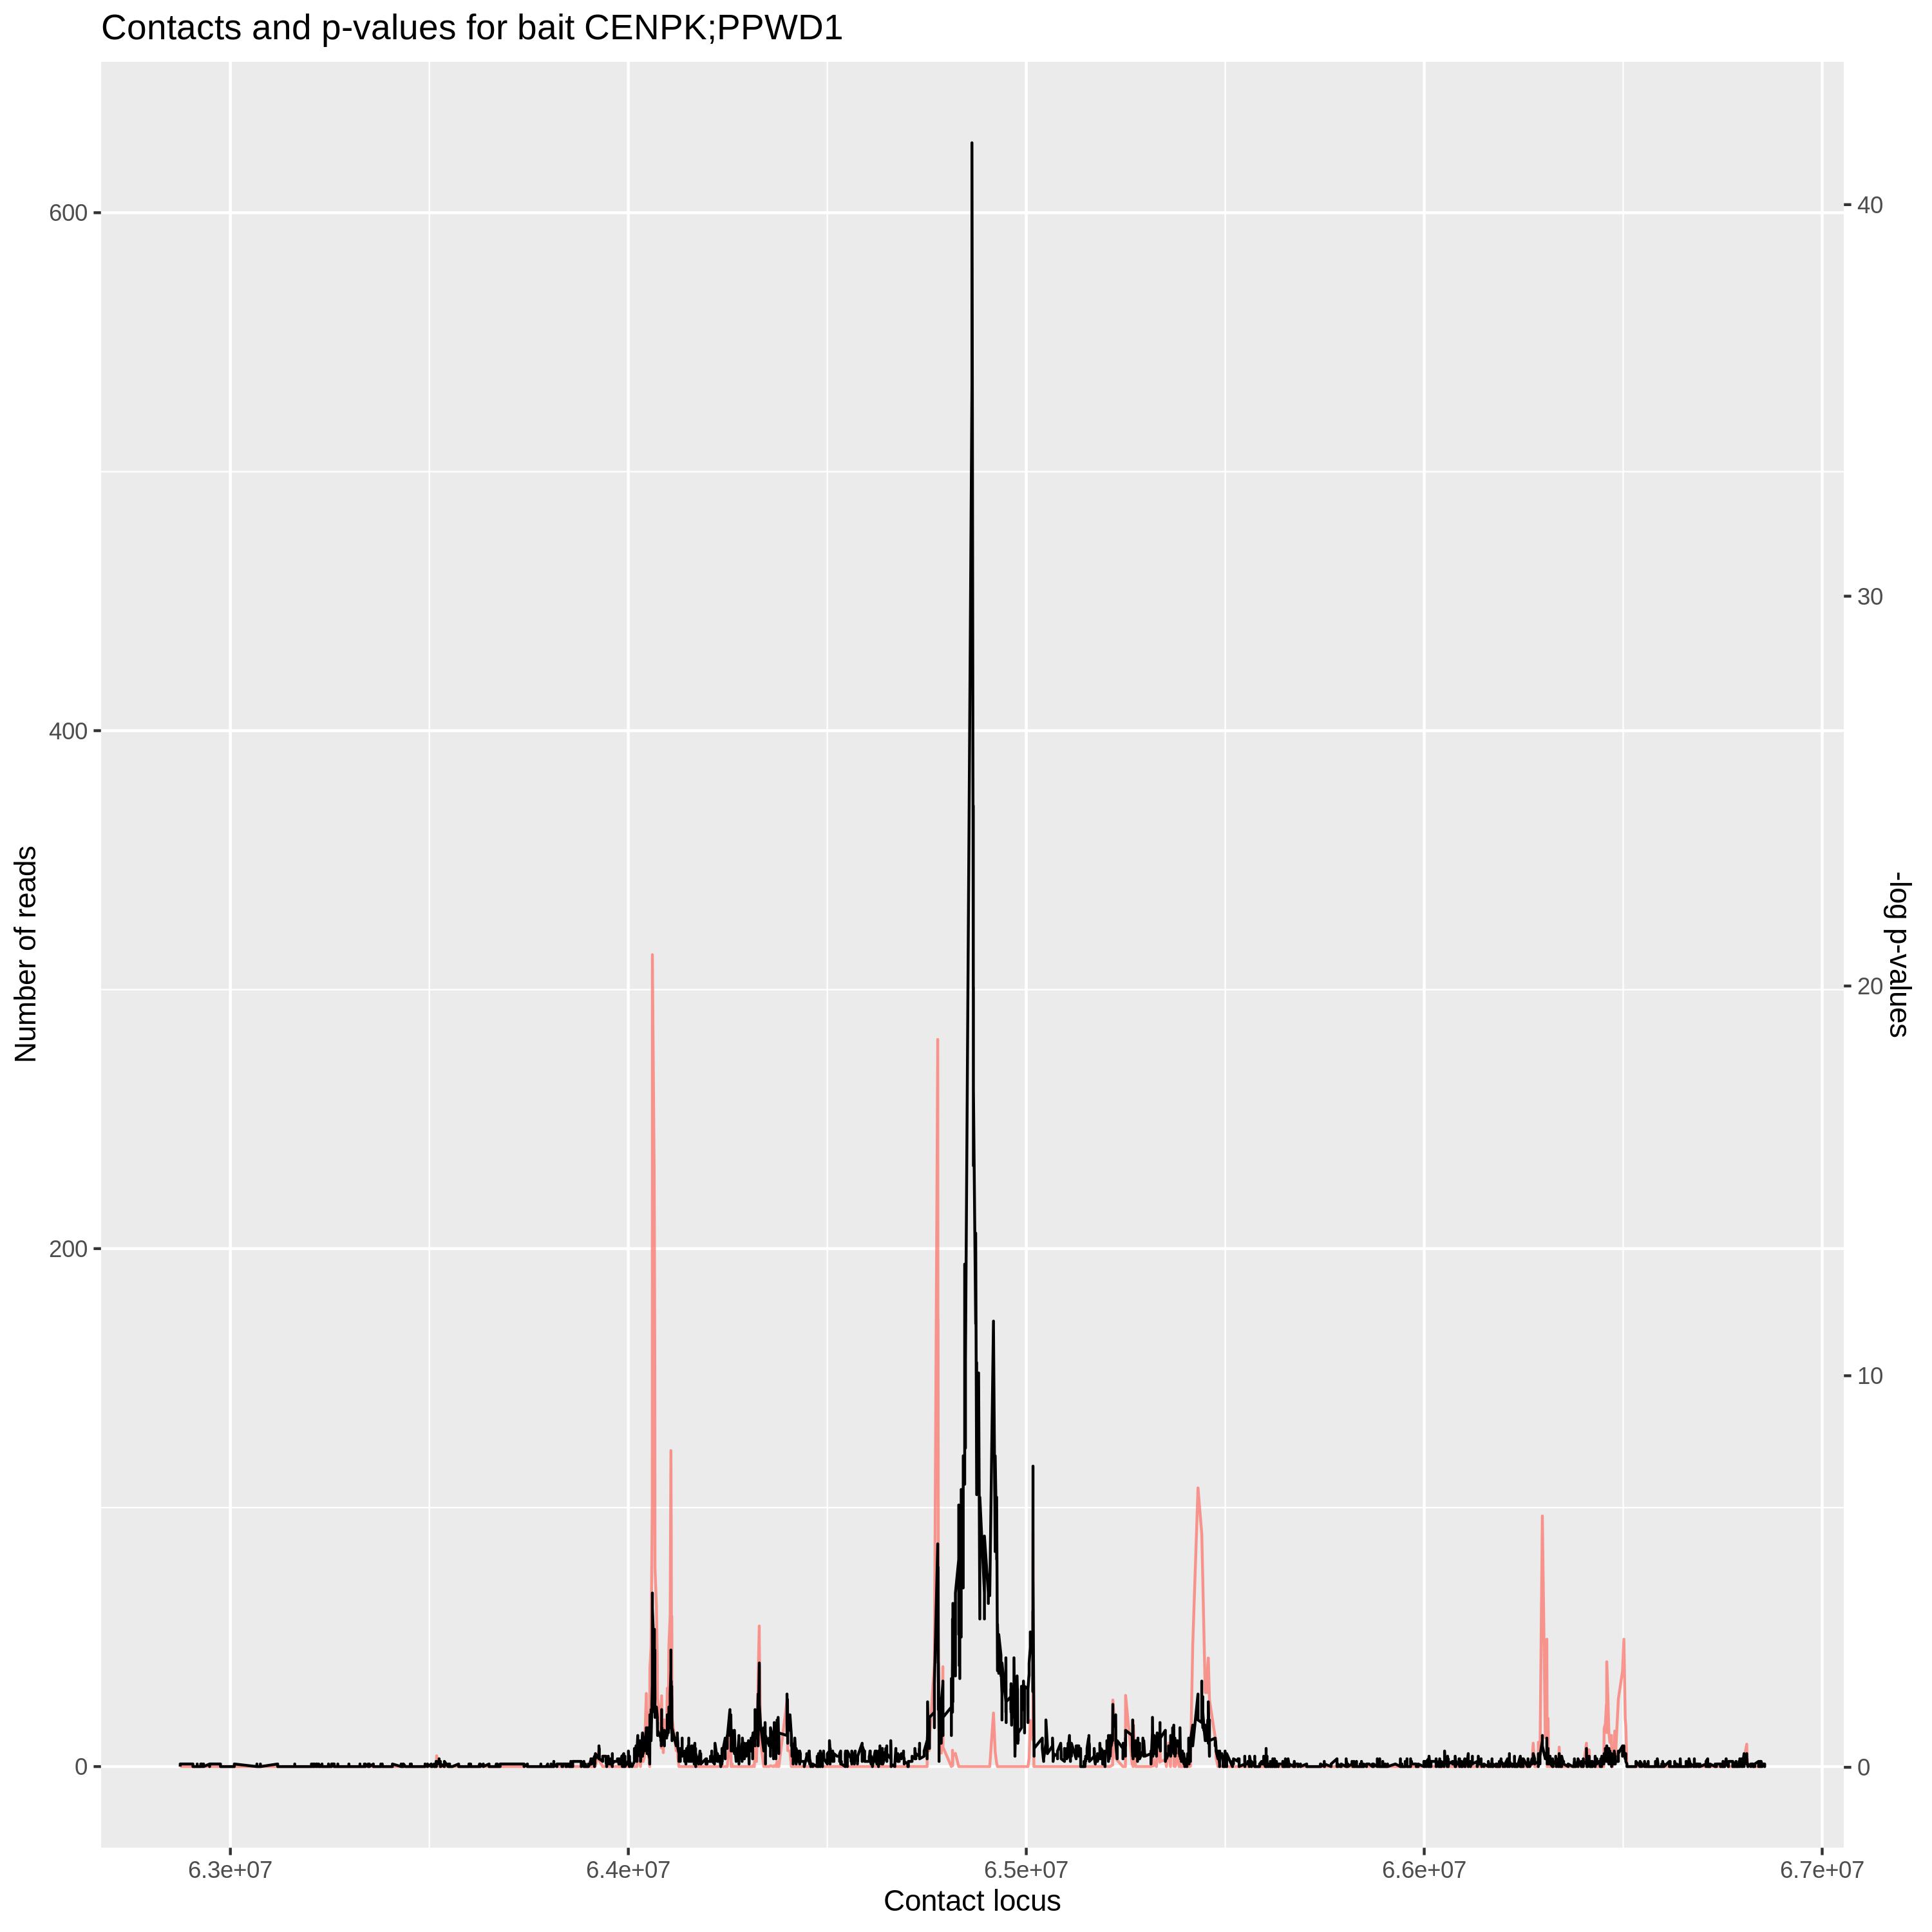 Contacts and p-values for bait CENPK;PPWD1
600
400
200
0
Number of reads
40
30
20
10
0
-log p-values
6.3e+07
6.4e+07
6.5e+07
6.6e+07
6.7e+07
Contact locus